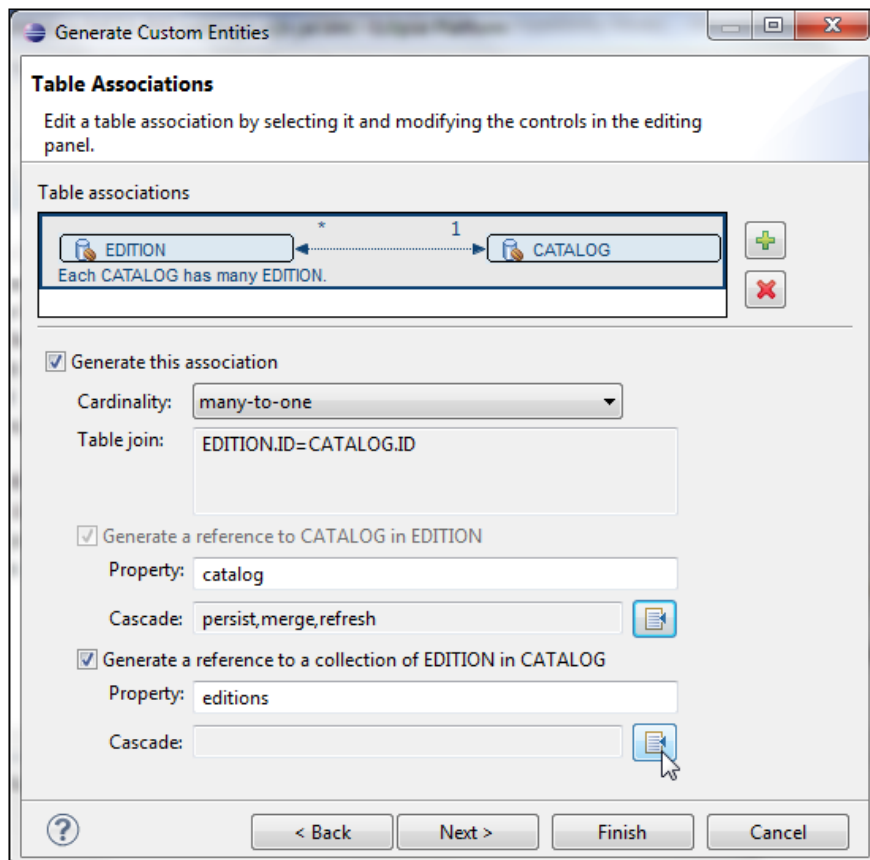 Generate Custom Entities
Table Associations
Edit a table association by selecting it and modifying the controls in the editing
panel.
Table associations
* 1
EDITION CATALOG
Each CATALOG has many EDITION.
Generate this association
Cardinality: many-to-one
Table join: EDITION.ID=CATALOG.ID
Generate a reference to CATALOG in EDITION
Property: catalog
Cascade: persist,merge,refresh
Generate a reference to a collection of EDITION in CATALOG
Property: editions
Cascade:
? < Back Next > Finish Cancel